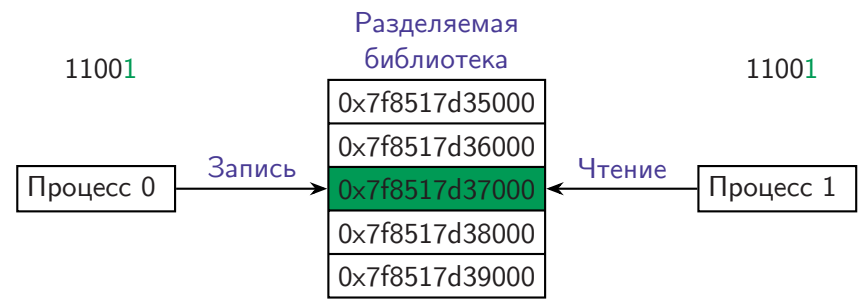 Разделяемая
библиотека
11001
11001
0x7f8517d35000
0x7f8517d36000
Процесс 0
Запись
0x7f8517d37000
Чтение
Процесс 1
0x7f8517d38000
0x7f8517d39000